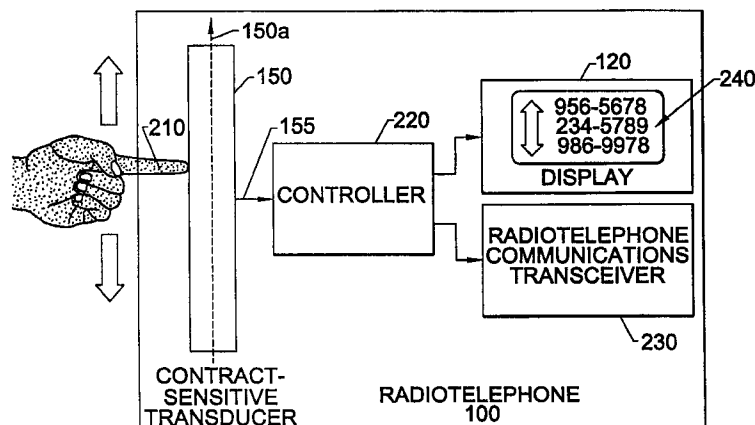 150a
150
120
240
956-5678
234-5789
986-9978
DISPLAY
210
155
220
CONTROLLER
RADIOTELEPHONE
COMMUNICATIONS
TRANSCEIVER
230
CONTRACT-
SENSITIVE
TRANSDUCER
RADIOTELEPHONE
100